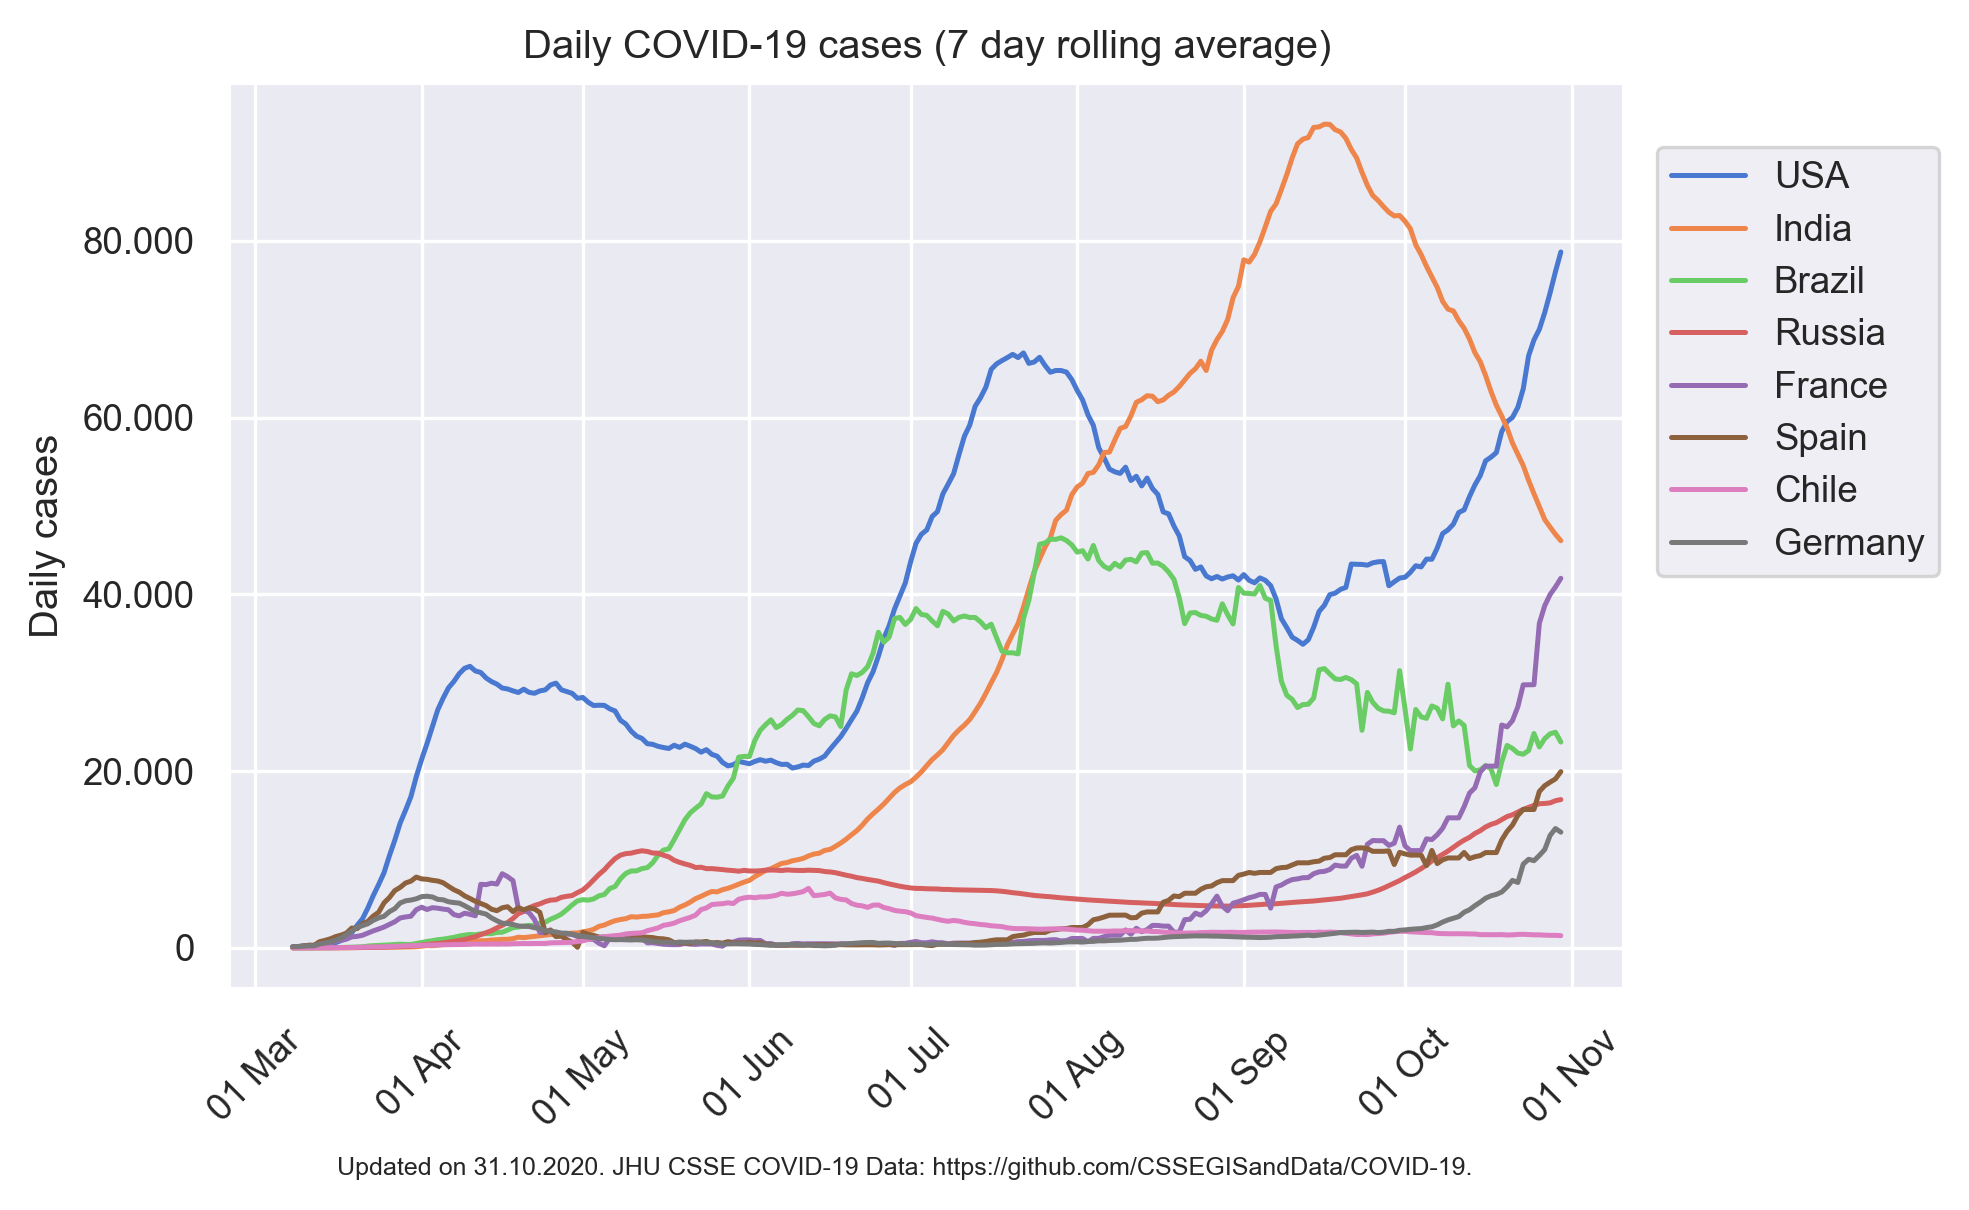 Daily COVID-19 cases (7 day rolling average)
Daily cases
80.000
60.000
40.000
20.000
0
01 Mar
01 Apr
01 May
01 Jun
01 Jul
01 Aug
01 Sep
01 Oct
01 Nov
USA
India
Brazil
Russia
France
Spain
Chile
Germany
Updated on 31.10.2020. JHU CSSE COVID-19 Data: https://github.com/CSSEGISandData/COVID-19.